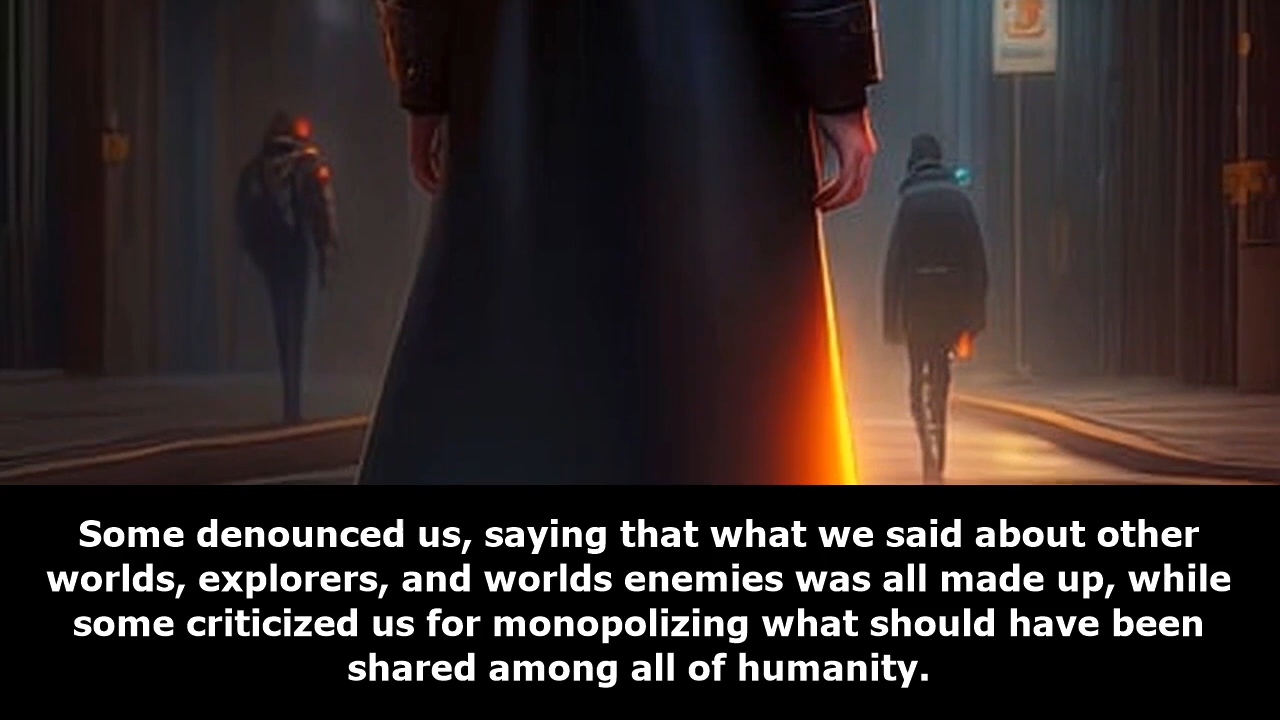 Some denounced us, saying that what we said about other
worlds, explorers, and worlds enemies was all made up, while
some criticized us for monopolizing what should have been
shared among all of humanity.